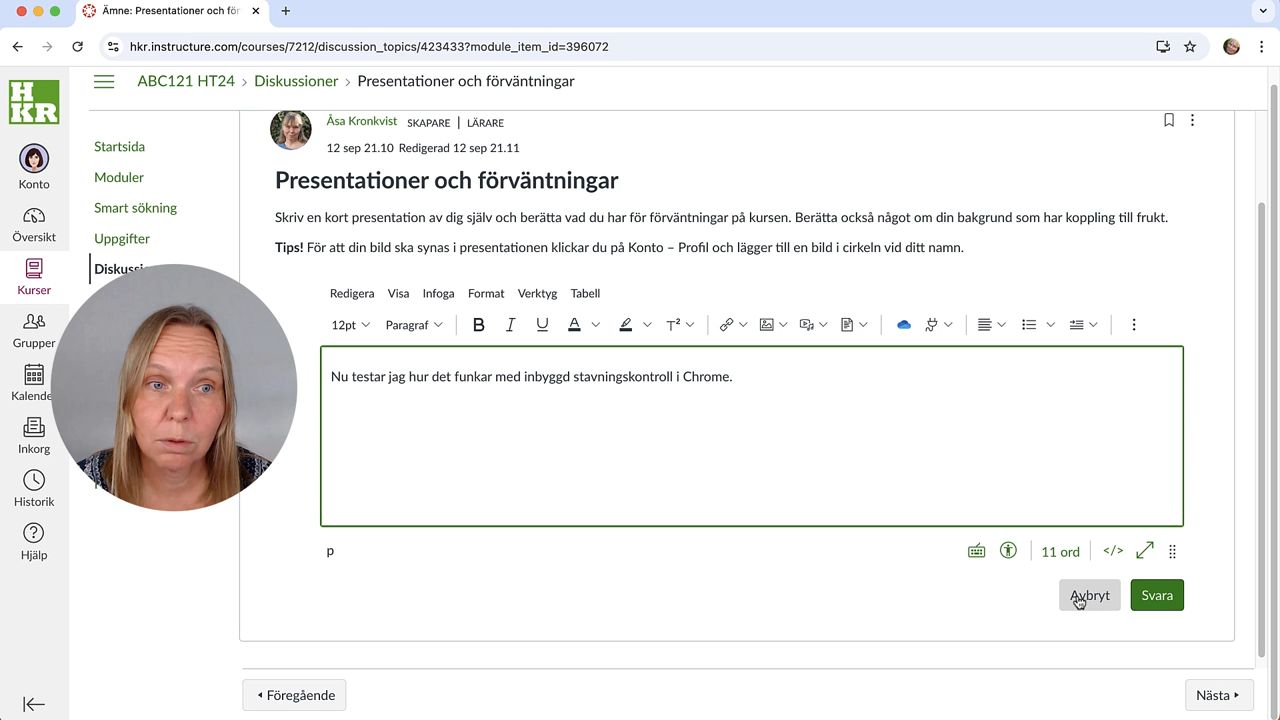 Ämne: Presentationer och för
hkr.instructure.com/courses/7212/discussion_topics/423433?module_item_id=396072
HKR
ABC121 HT24 › Diskussioner › Presentationer och förväntningar
Konto
Översikt
Kurser
Grupper
Kalende
Inkorg
Historik
Hjälp
Startsida
Moduler
Smart sökning
Uppgifter
Diskussi
Åsa Kronkvist SKAPARE | LÄRARE
12 sep 21.10 Redigerad 12 sep 21.11
Presentationer och förväntningar
Skriv en kort presentation av dig själv och berätta vad du har för förväntningar på kursen. Berätta också något om din bakgrund som har koppling till frukt.
Tips! För att din bild ska synas i presentationen klickar du på Konto – Profil och lägger till en bild i cirkeln vid ditt namn.
Redigera Visa Infoga Format Verktyg Tabell
12pt Paragraf B I U A T²
Nu testar jag hur det funkar med inbyggd stavningskontroll i Chrome.
p 11 ord </>
Avbryt Svara
Föregående Nästa